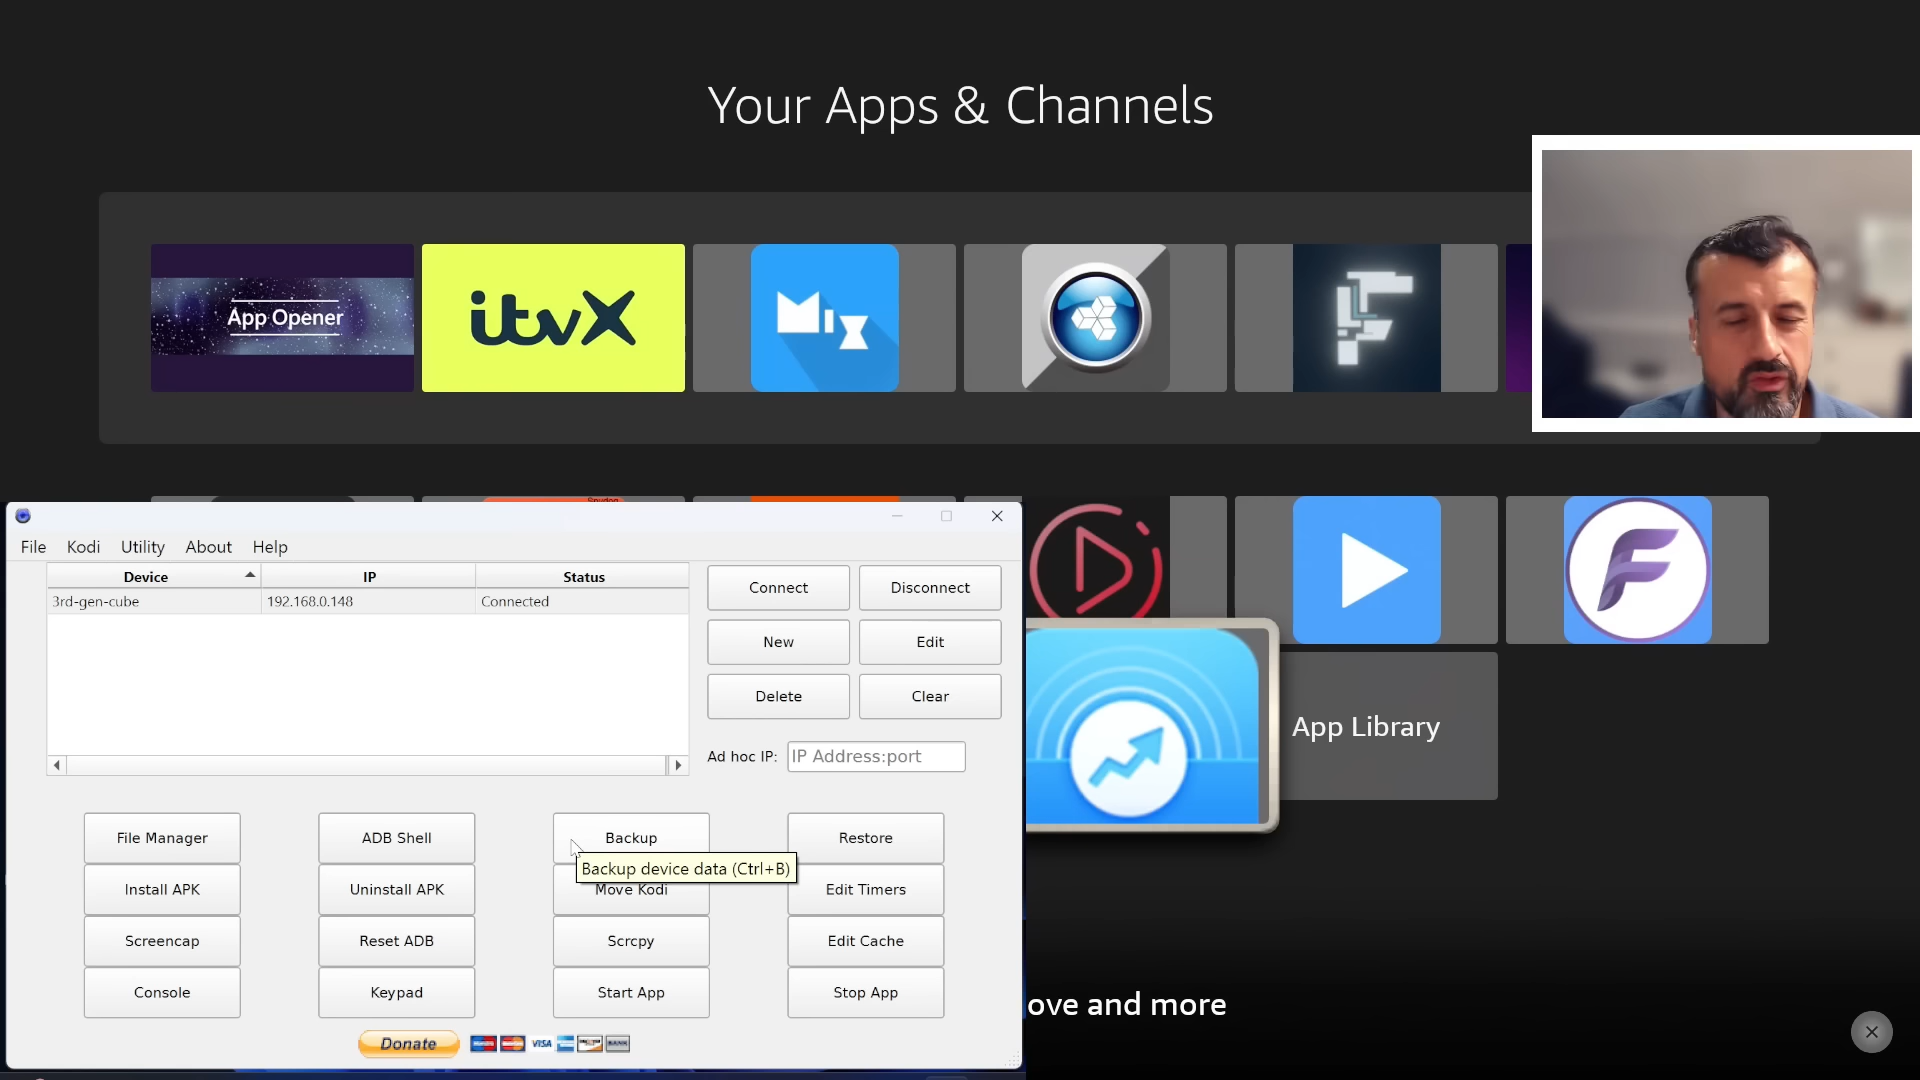 Your Apps & Channels
App Opener
itvX
MiX
File Kodi Utility About Help
Device IP Status
3rd-gen-cube 192.168.0.148 Connected
Connect Disconnect
New Edit
Delete Clear
Ad hoc IP: IP Address:port
App Library
File Manager ADB Shell Backup Restore
Backup device data (Ctrl+B)
Install APK Uninstall APK Move Kodi Edit Timers
Screencap Reset ADB Scrcpy Edit Cache
Console Keypad Start App Stop App
ove and more
Donate VISA